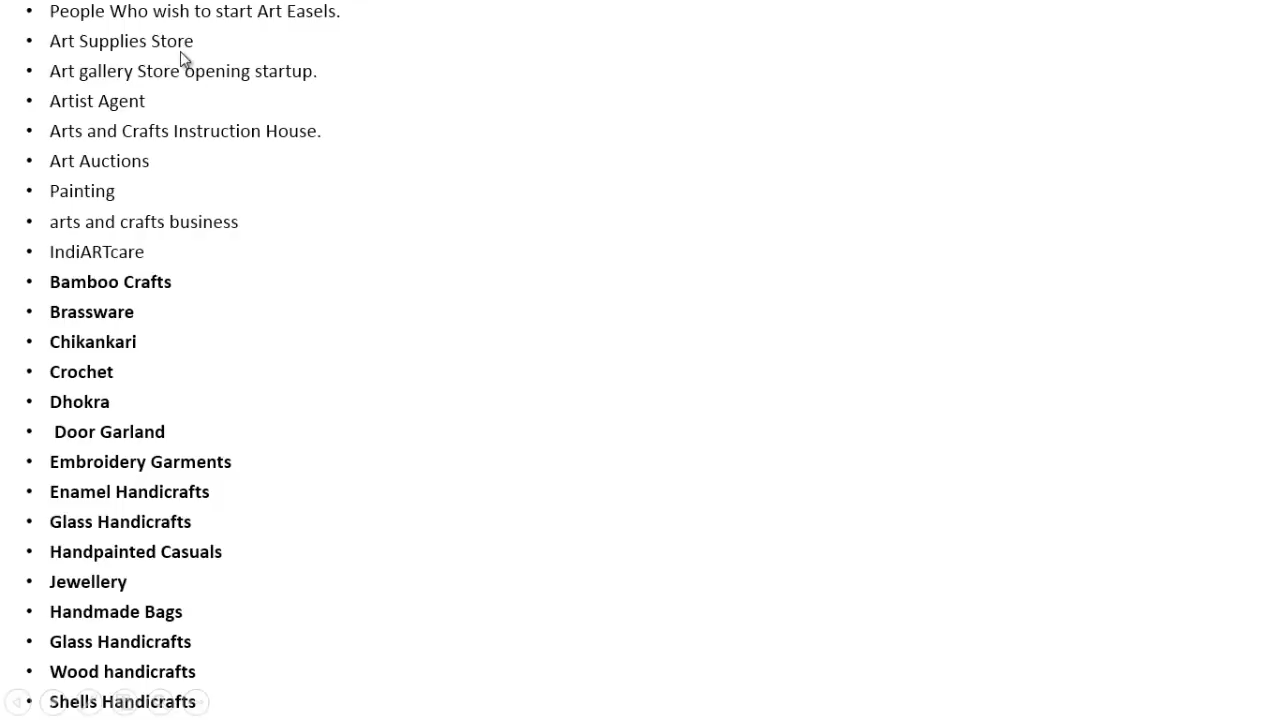 • People Who wish to start Art Easels.
• Art Supplies Store
• Art gallery Store opening startup.
• Artist Agent
• Arts and Crafts Instruction House.
• Art Auctions
• Painting
• arts and crafts business
• IndiARTcare
• Bamboo Crafts
• Brassware
• Chikankari
• Crochet
• Dhokra
• Door Garland
• Embroidery Garments
• Enamel Handicrafts
• Glass Handicrafts
• Handpainted Casuals
• Jewellery
• Handmade Bags
• Glass Handicrafts
• Wood handicrafts
• Shells Handicrafts